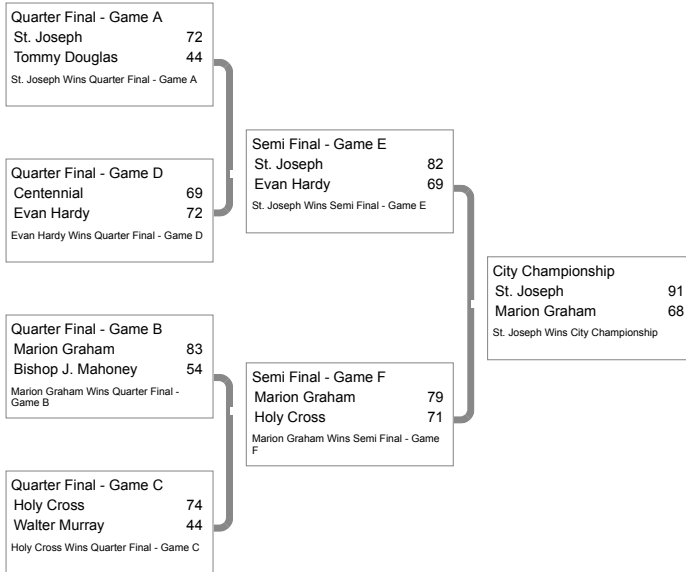 Quarter Final - Game A
St. Joseph 72
Tommy Douglas 44
St. Joseph Wins Quarter Final - Game A
Quarter Final - Game D
Centennial 69
Evan Hardy 72
Evan Hardy Wins Quarter Final - Game D
Quarter Final - Game B
Marion Graham 83
Bishop J. Mahoney 54
Marion Graham Wins Quarter Final -
Game B
Quarter Final - Game C
Holy Cross 74
Walter Murray 44
Holy Cross Wins Quarter Final - Game C
Semi Final - Game E
St. Joseph 82
Evan Hardy 69
St. Joseph Wins Semi Final - Game E
Semi Final - Game F
Marion Graham 79
Holy Cross 71
Marion Graham Wins Semi Final - Game
F
City Championship
St. Joseph 91
Marion Graham 68
St. Joseph Wins City Championship